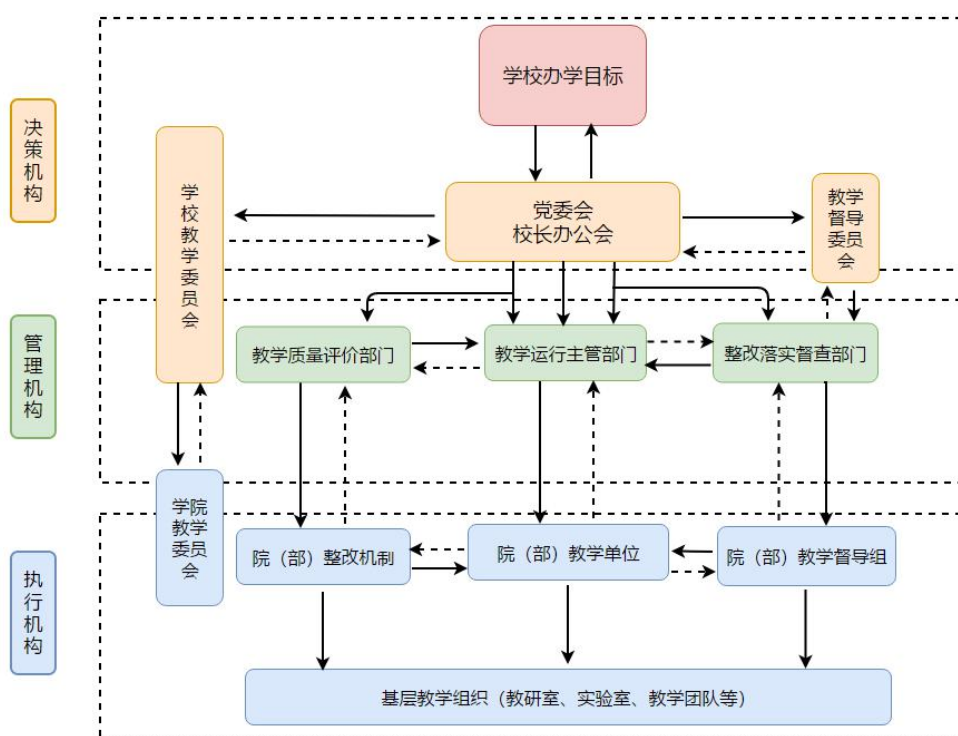 学校办学目标
决策机构
学校教学委员会
党委会
校长办公会
教学
督导
委员
会
管理机构
教学质量评价部门
教学运行主管部门
整改落实督查部门
学院
教学
委员
会
执行机构
院（部）整改机制
院（部）教学单位
院（部）教学督导组
基层教学组织（教研室、实验室、教学团队等）